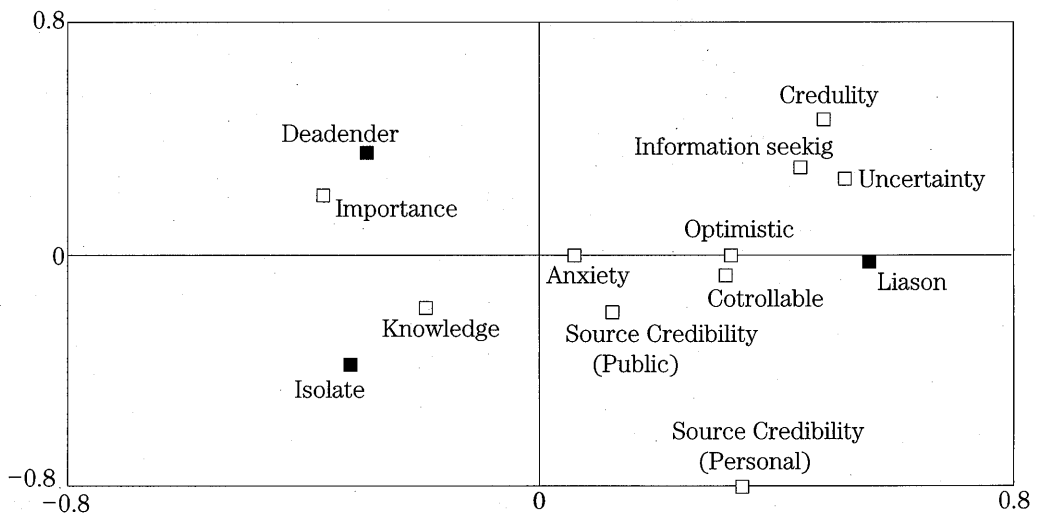 0.8
Credulity
Deadender
Information seekig
Uncertainty
Importance
Optimistic
0
Anxiety
Liason
Cotrollable
Knowledge
Source Credibility
(Public)
Isolate
Source Credibility
(Personal)
−0.8
−0.8
0
0.8